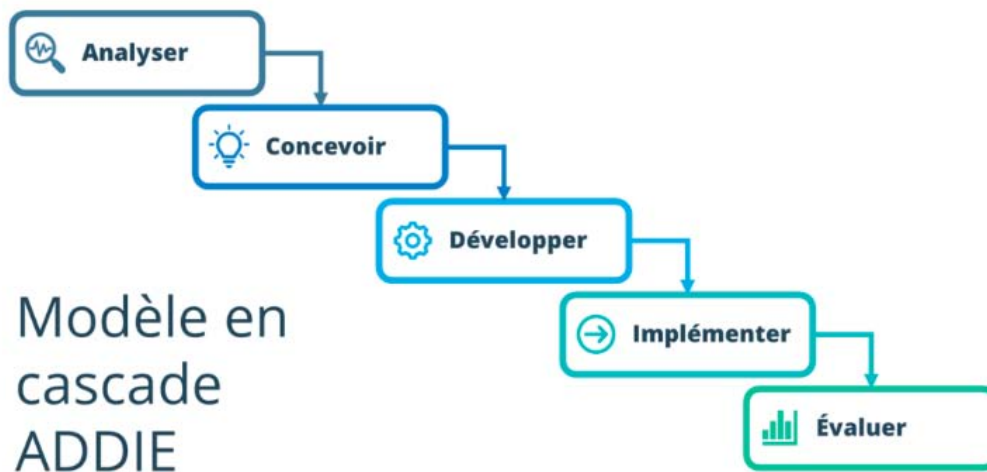 Analyser
Concevoir
Développer
Implémenter
Évaluer
Modèle en
cascade
ADDIE